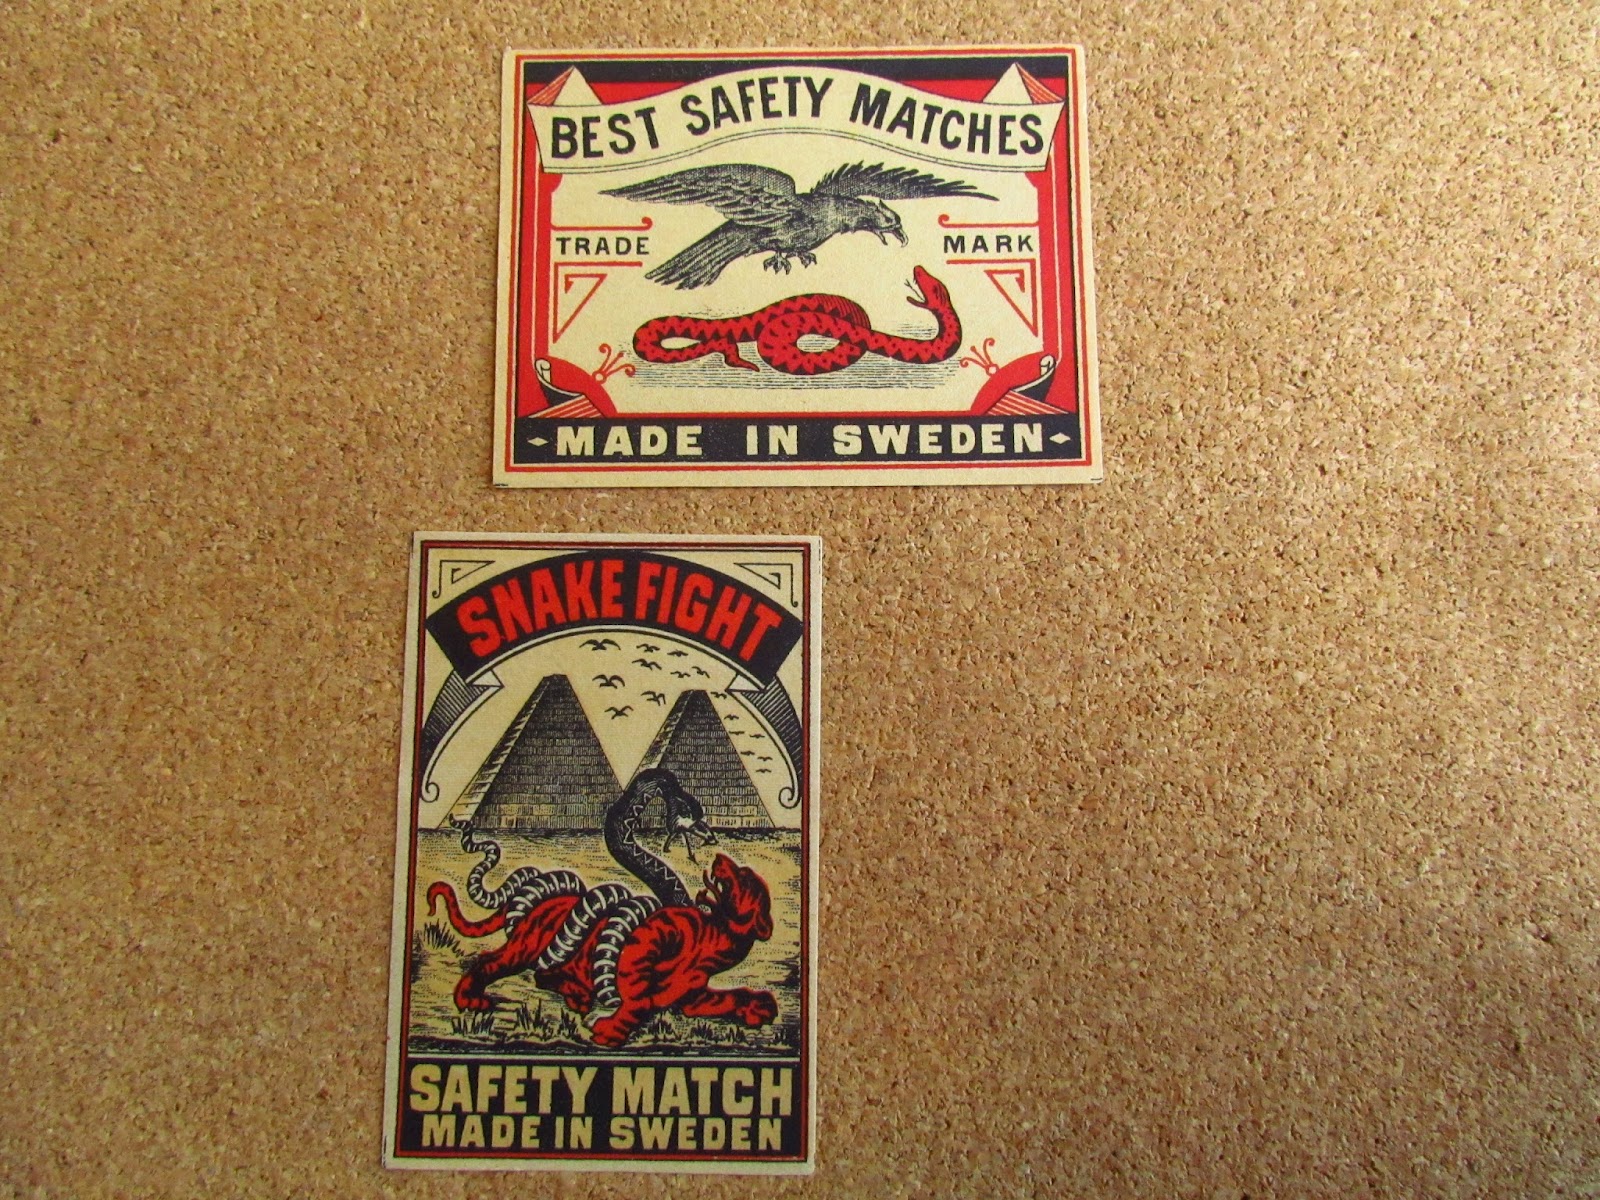 BEST SAFETY MATCHES
TRADE MARK
MADE IN SWEDEN
SNAKE FIGHT
SAFETY MATCH
MADE IN SWEDEN